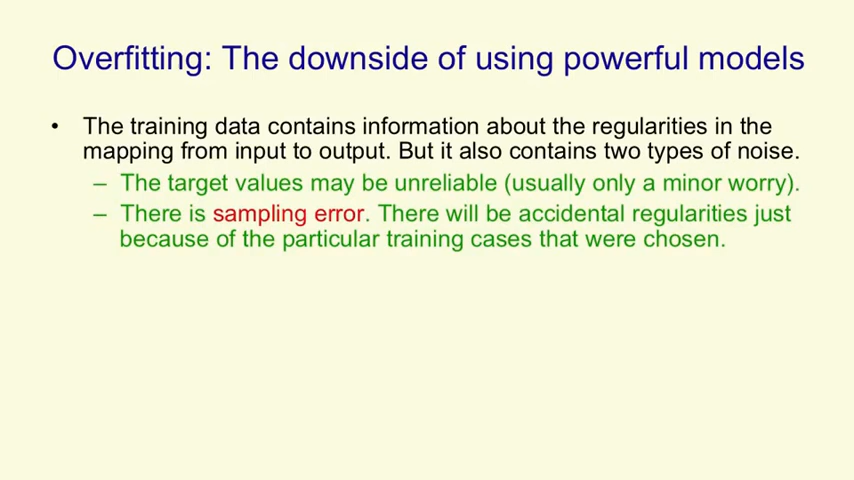 Overfitting: The downside of using powerful models
• The training data contains information about the regularities in the
mapping from input to output. But it also contains two types of noise.
– The target values may be unreliable (usually only a minor worry).
– There is sampling error. There will be accidental regularities just
because of the particular training cases that were chosen.